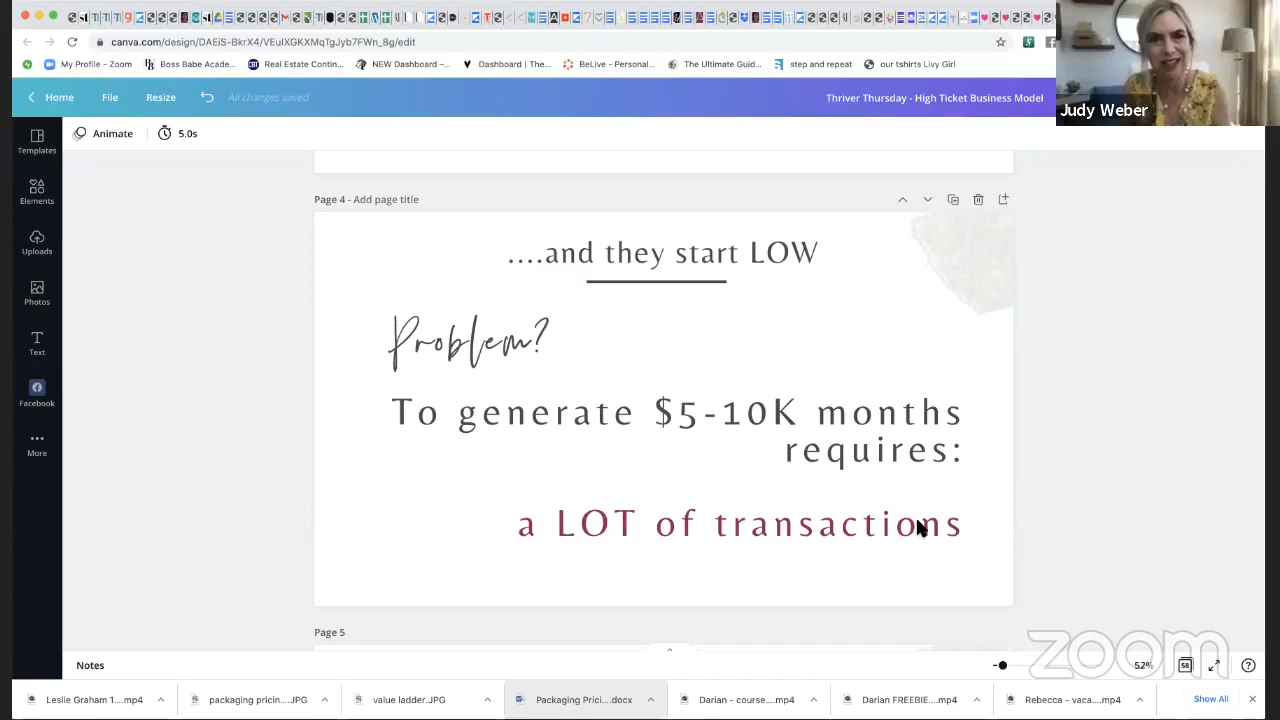 canva.com/design/DAEiS-BkrX4/VEuIXGKXMqTgJyb7FWn_8g/edit
My Profile - Zoom
Boss Babe Acade...
Real Estate Contin...
NEW Dashboard –...
Dashboard | The...
BeLive - Personal...
The Ultimate Guid...
step and repeat
our tshirts Livy Girl
Judy Weber
Home
File
Resize
All changes saved
Thriver Thursday - High Ticket Business Model
Animate
5.0s
Templates
Elements
Uploads
Photos
Text
Facebook
More
Page 4 - Add page title
....and they start LOW
Problem?
To generate $5-10K months
requires:
a LOT of transactions
Page 5
zoom
Notes
52%
58
Leslie Graham 1....mp4
packaging pricin....JPG
value ladder.JPG
Packaging Prici....docx
Darian - course....mp4
Darian FREEBIE....mp4
Rebecca - vaca....mp4
Show All